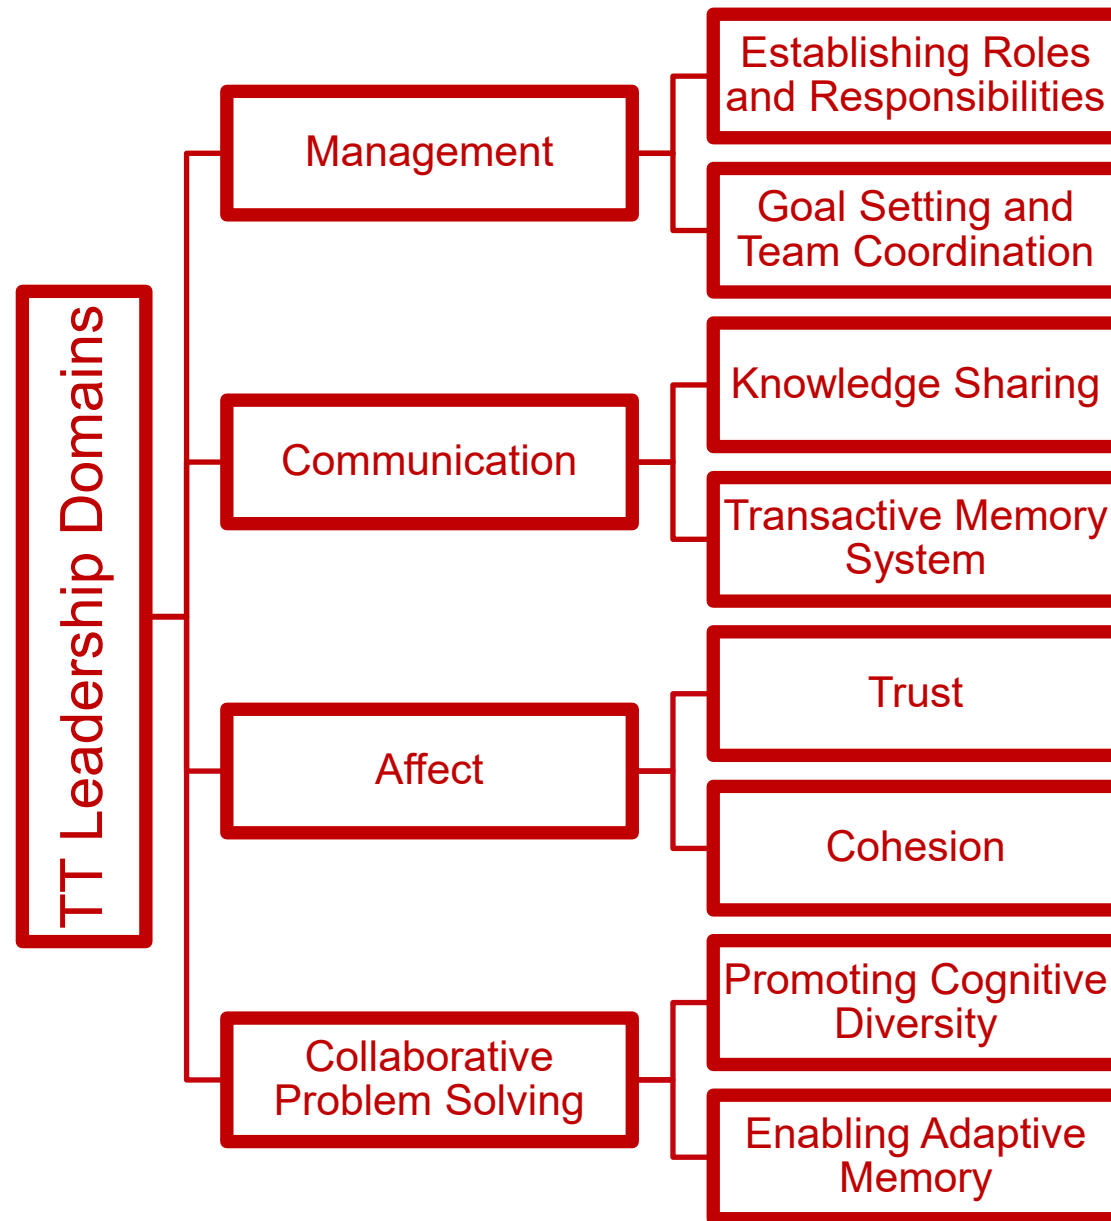 TT Leadership Domains
Management
Establishing Roles
and Responsibilities
Goal Setting and
Team Coordination
Communication
Knowledge Sharing
Transactive Memory
System
Affect
Trust
Cohesion
Collaborative
Problem Solving
Promoting Cognitive
Diversity
Enabling Adaptive
Memory